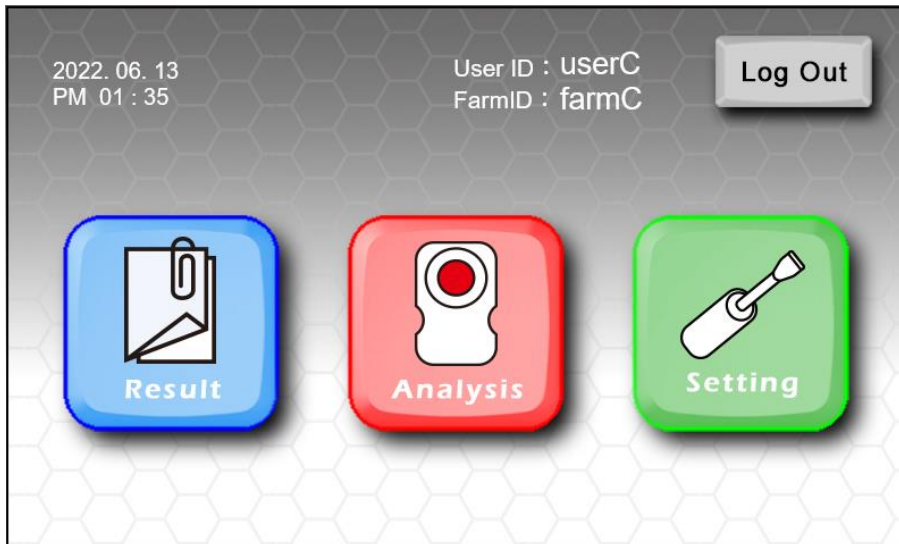 2022. 06. 13
PM 01 : 35
User ID : userC
FarmID : farmC
Log Out
Result
Analysis
Setting